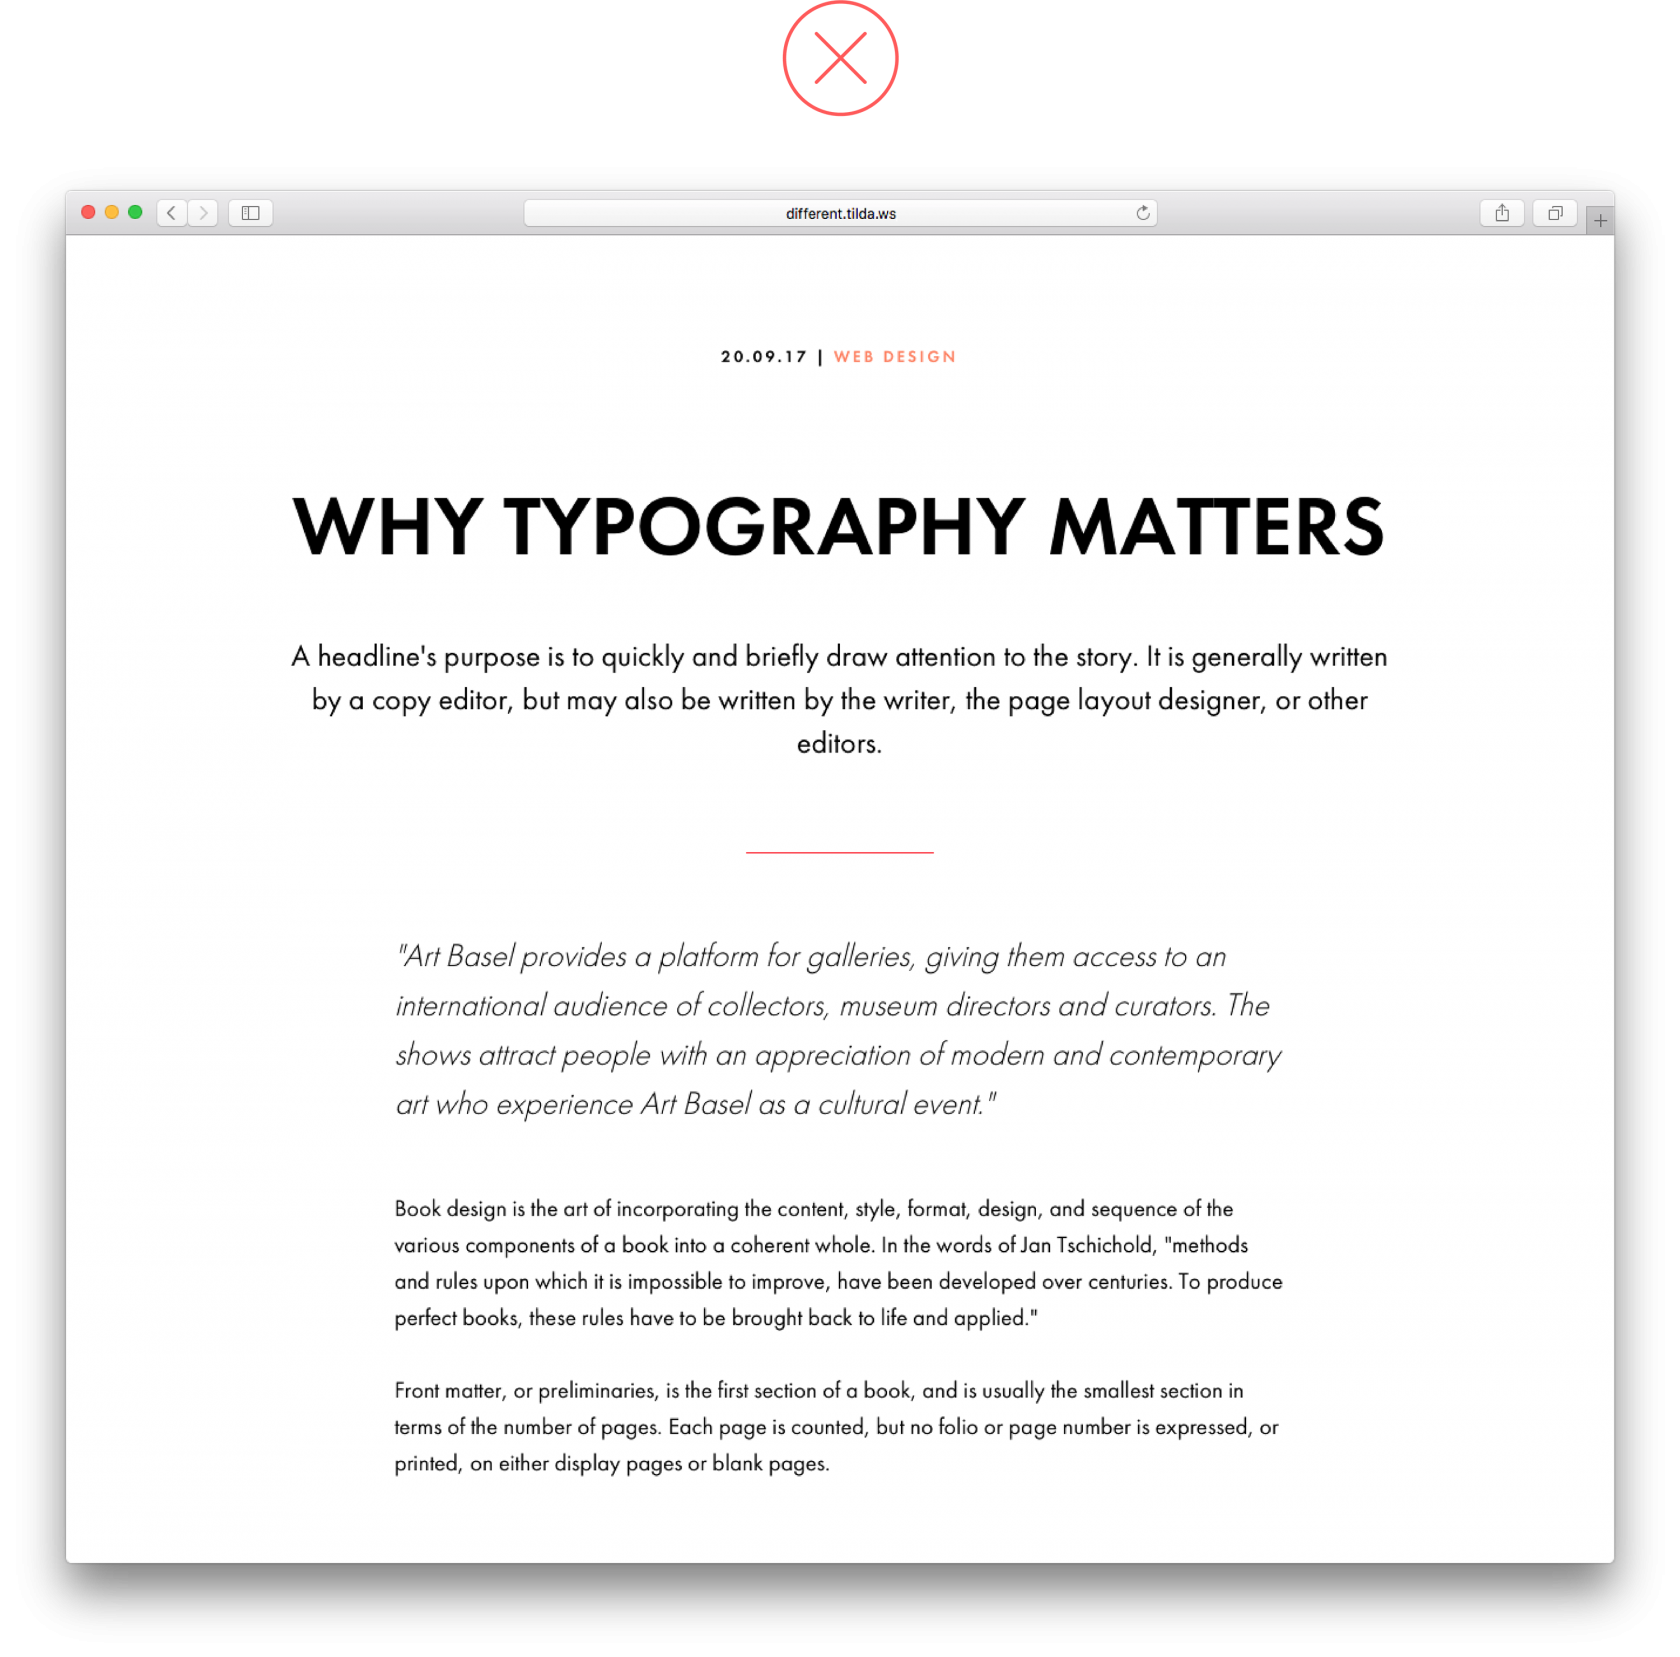 different.tilda.ws
20.09.17 | WEB DESIGN
WHY TYPOGRAPHY MATTERS
A headline's purpose is to quickly and briefly draw attention to the story. It is generally written
by a copy editor, but may also be written by the writer, the page layout designer, or other
editors.
"Art Basel provides a platform for galleries, giving them access to an
international audience of collectors, museum directors and curators. The
shows attract people with an appreciation of modern and contemporary
art who experience Art Basel as a cultural event."
Book design is the art of incorporating the content, style, format, design, and sequence of the
various components of a book into a coherent whole. In the words of Jan Tschichold, "methods
and rules upon which it is impossible to improve, have been developed over centuries. To produce
perfect books, these rules have to be brought back to life and applied."
Front matter, or preliminaries, is the first section of a book, and is usually the smallest section in
terms of the number of pages. Each page is counted, but no folio or page number is expressed, or
printed, on either display pages or blank pages.